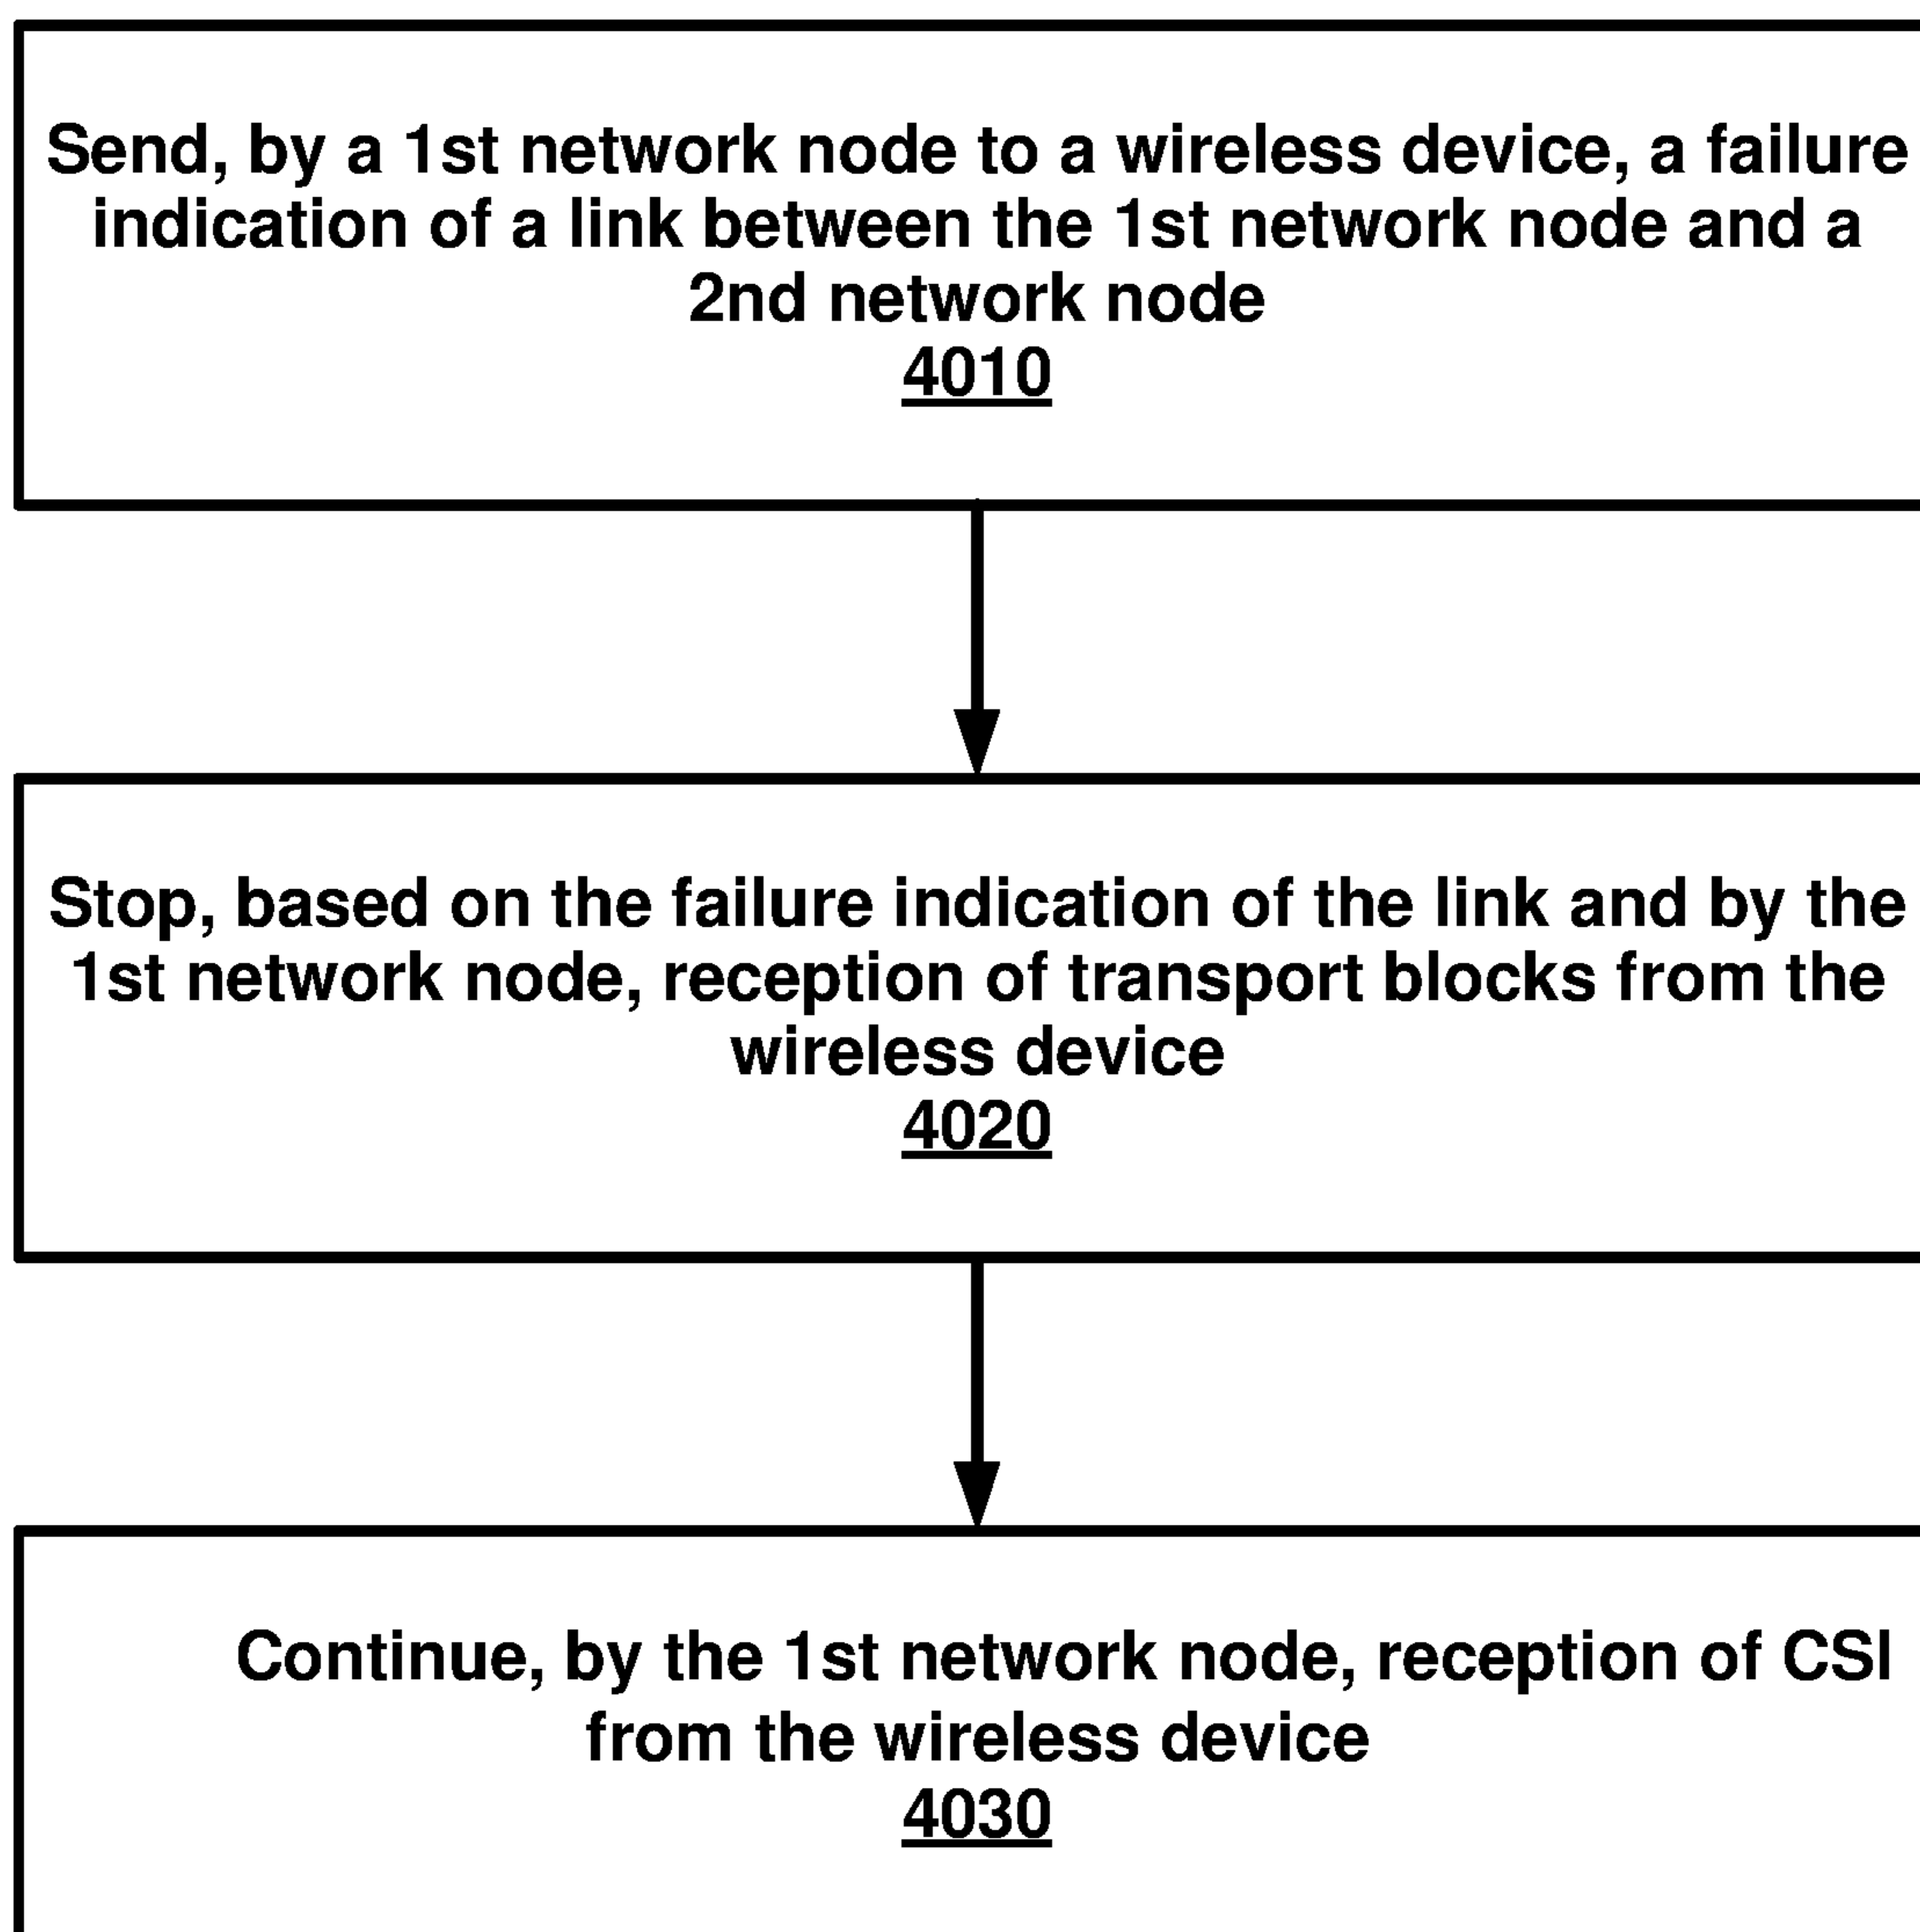 Send, by a 1st network node to a wireless device, a failure
indication of a link between the 1st network node and a
2nd network node
4010
Stop, based on the failure indication of the link and by the
1st network node, reception of transport blocks from the
wireless device
4020
Continue, by the 1st network node, reception of CSI
from the wireless device
4030